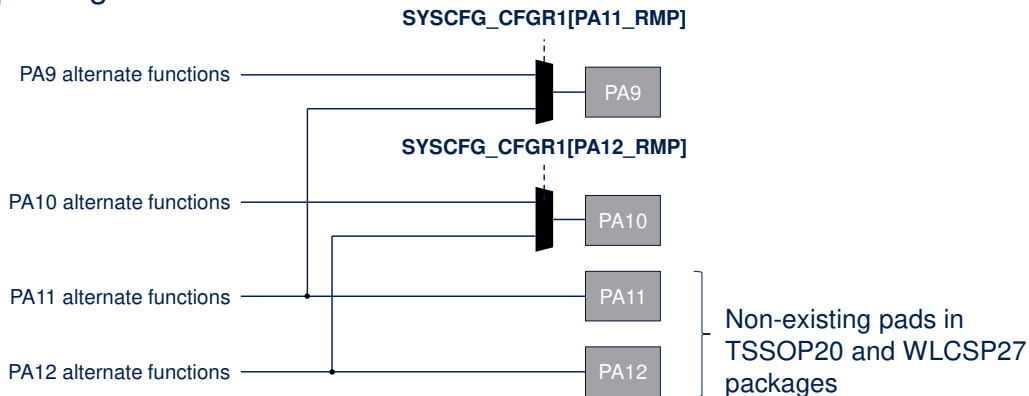 SYSCFG_CFGR1[PA11_RMP]
PA9 alternate functions
PA9
SYSCFG_CFGR1[PA12_RMP]
PA10 alternate functions
PA10
PA11 alternate functions
PA11
PA12 alternate functions
PA12
Non-existing pads in
TSSOP20 and WLCSP27
packages